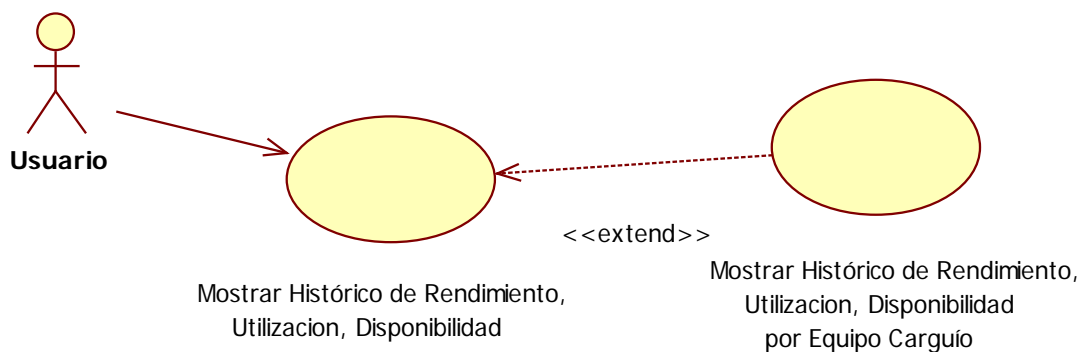 Usuario
<<extend>>
Mostrar Histórico de Rendimiento,
Utilizacion, Disponibilidad
Mostrar Histórico de Rendimiento,
Utilizacion, Disponibilidad
por Equipo Carguío